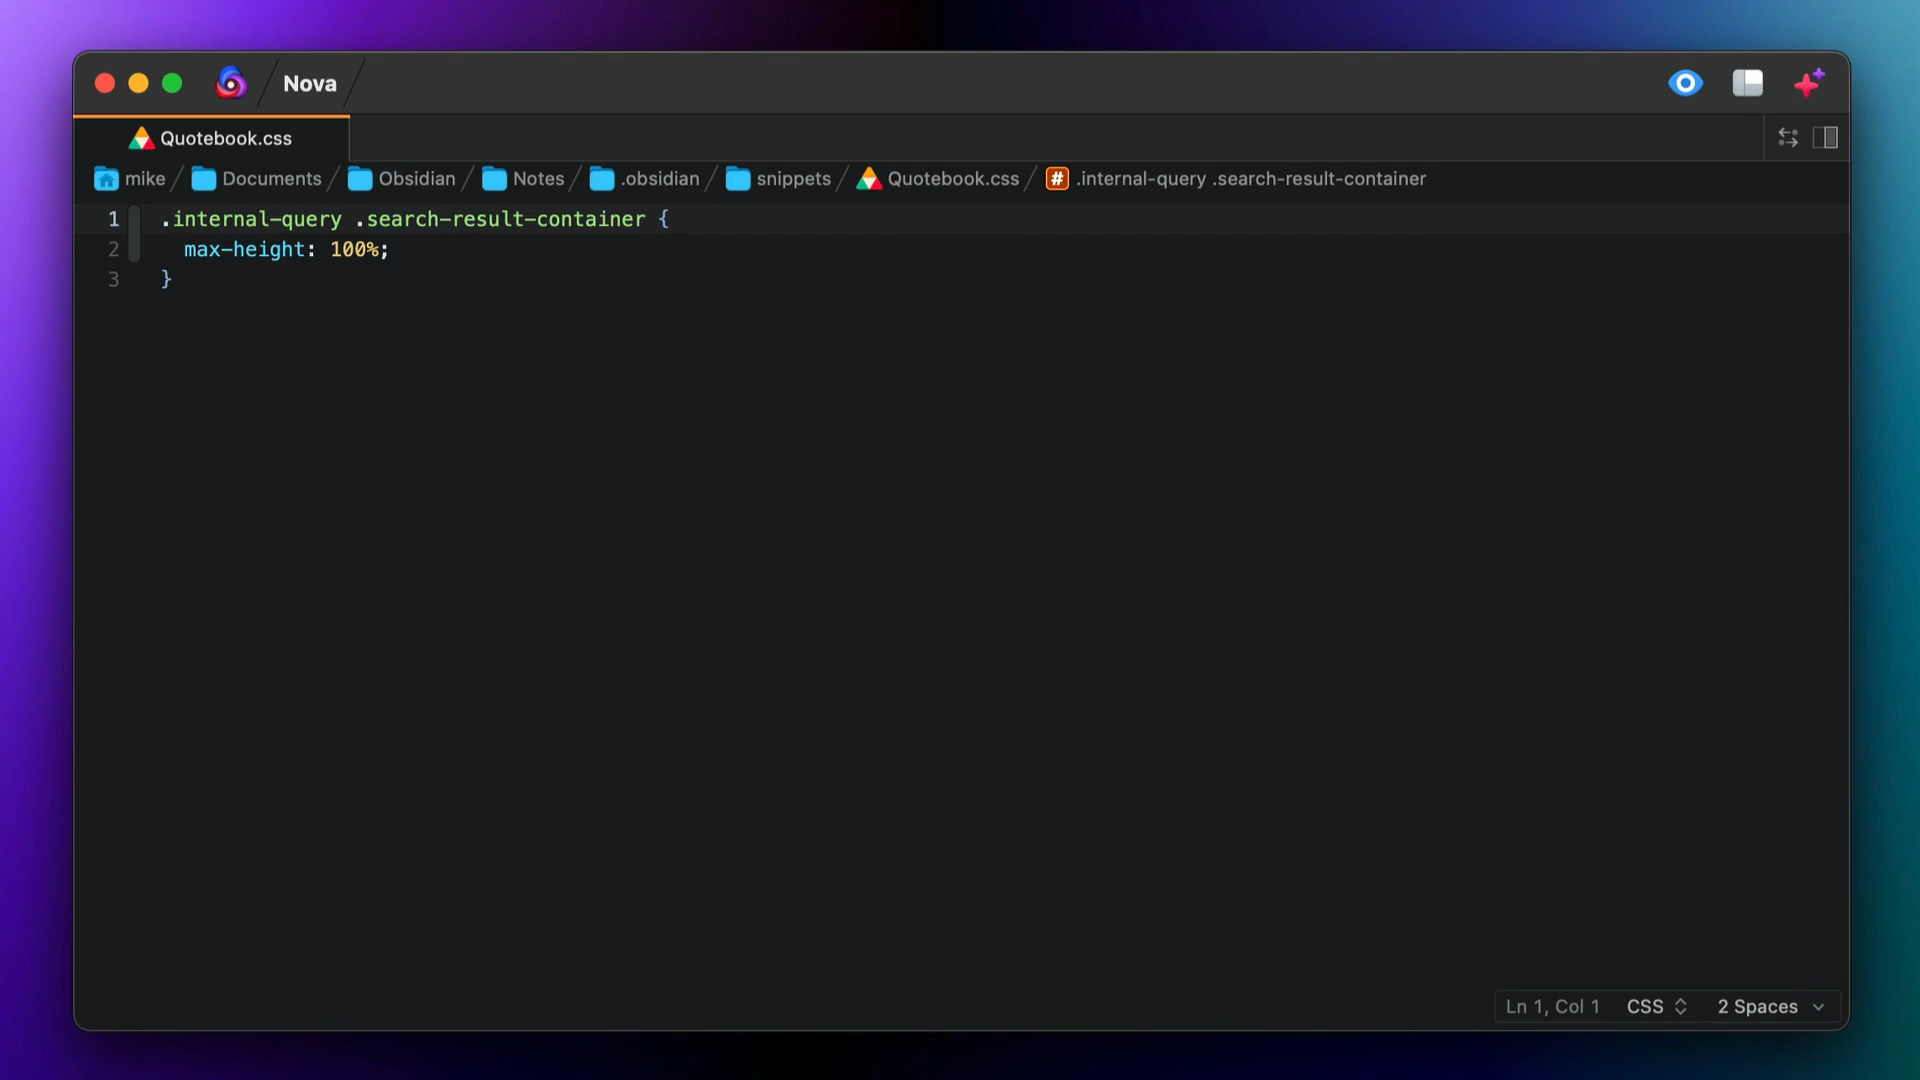 Nova
Quotebook.css
mike Documents Obsidian Notes .obsidian snippets Quotebook.css # .internal-query .search-result-container
1 .internal-query .search-result-container {
2   max-height: 100%;
3 }
Ln 1, Col 1 CSS 2 Spaces